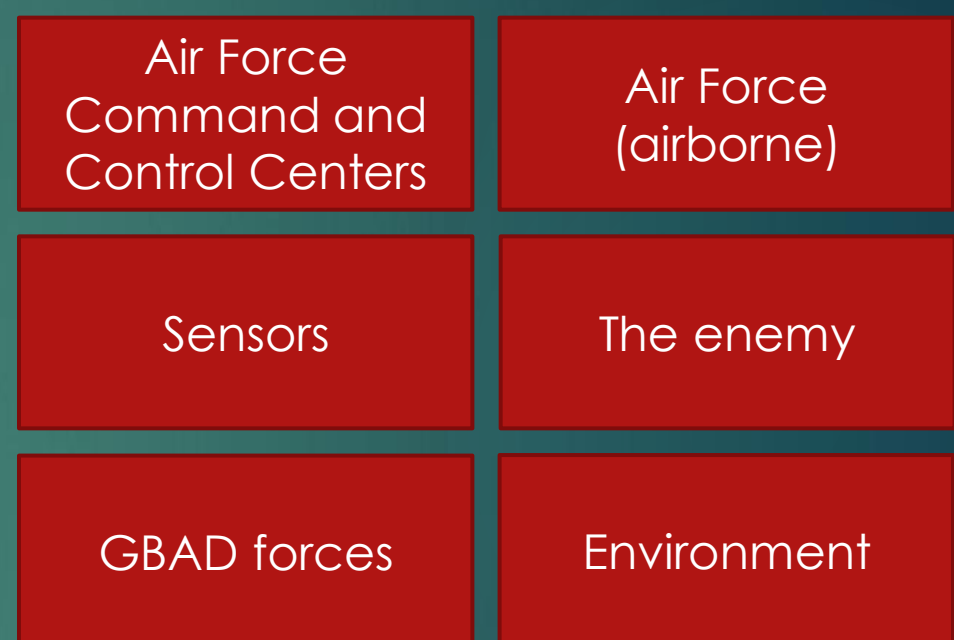 Air Force
Command and
Control Centers
Air Force
(airborne)
Sensors
The enemy
GBAD forces
Environment